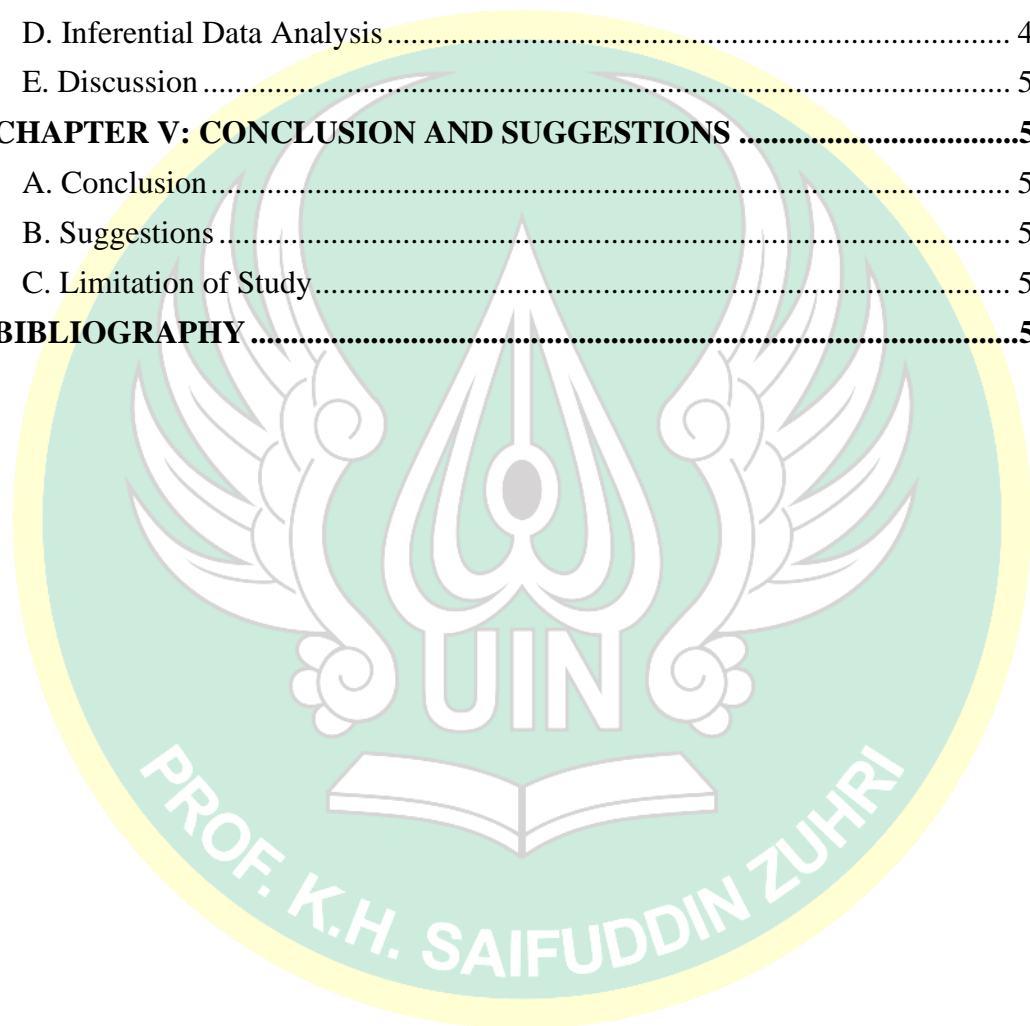 D. Inferential Data Analysis ........................................................................ 4
E. Discussion ........................................................................ 5
CHAPTER V: CONCLUSION AND SUGGESTIONS ................................. 5
A. Conclusion ........................................................................ 5
B. Suggestions ........................................................................ 5
C. Limitation of Study ........................................................................ 5
BIBLIOGRAPHY ........................................................................ 5
UIN
PROF. K.H. SAIFUDDIN ZUHRI